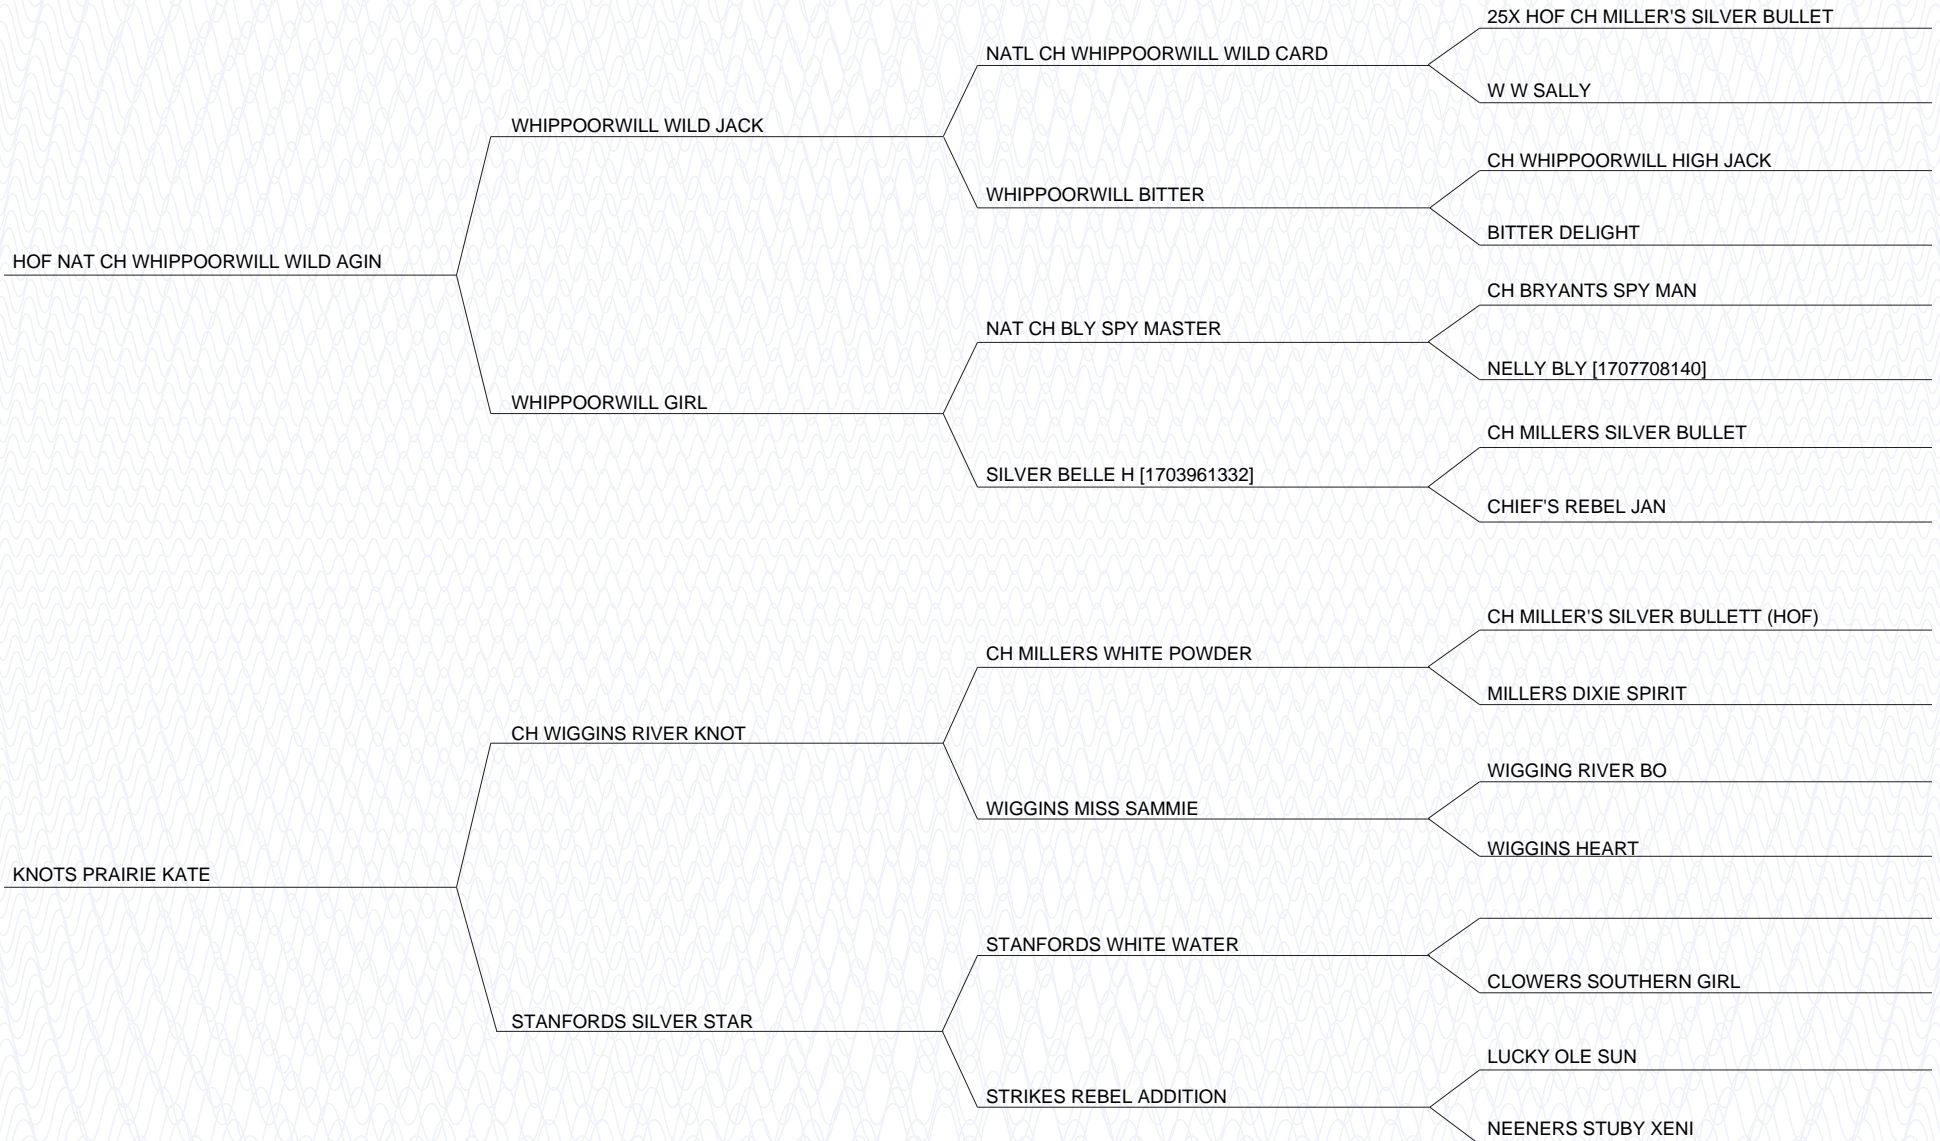 25X HOF CH MILLER'S SILVER BULLET
NATL CH WHIPPOORWILL WILD CARD
W W SALLY
WHIPPOORWILL WILD JACK
CH WHIPPOORWILL HIGH JACK
WHIPPOORWILL BITTER
BITTER DELIGHT
HOF NAT CH WHIPPOORWILL WILD AGIN
CH BRYANTS SPY MAN
NAT CH BLY SPY MASTER
NELLY BLY [1707708140]
WHIPPOORWILL GIRL
CH MILLERS SILVER BULLET
SILVER BELLE H [1703961332]
CHIEF'S REBEL JAN
CH MILLER'S SILVER BULLETT (HOF)
CH MILLERS WHITE POWDER
MILLERS DIXIE SPIRIT
CH WIGGINS RIVER KNOT
WIGGING RIVER BO
WIGGINS MISS SAMMIE
WIGGINS HEART
KNOTS PRAIRIE KATE
STANFORDS WHITE WATER
CLOWERS SOUTHERN GIRL
STANFORDS SILVER STAR
LUCKY OLE SUN
STRIKES REBEL ADDITION
NEENERS STUBY XENI